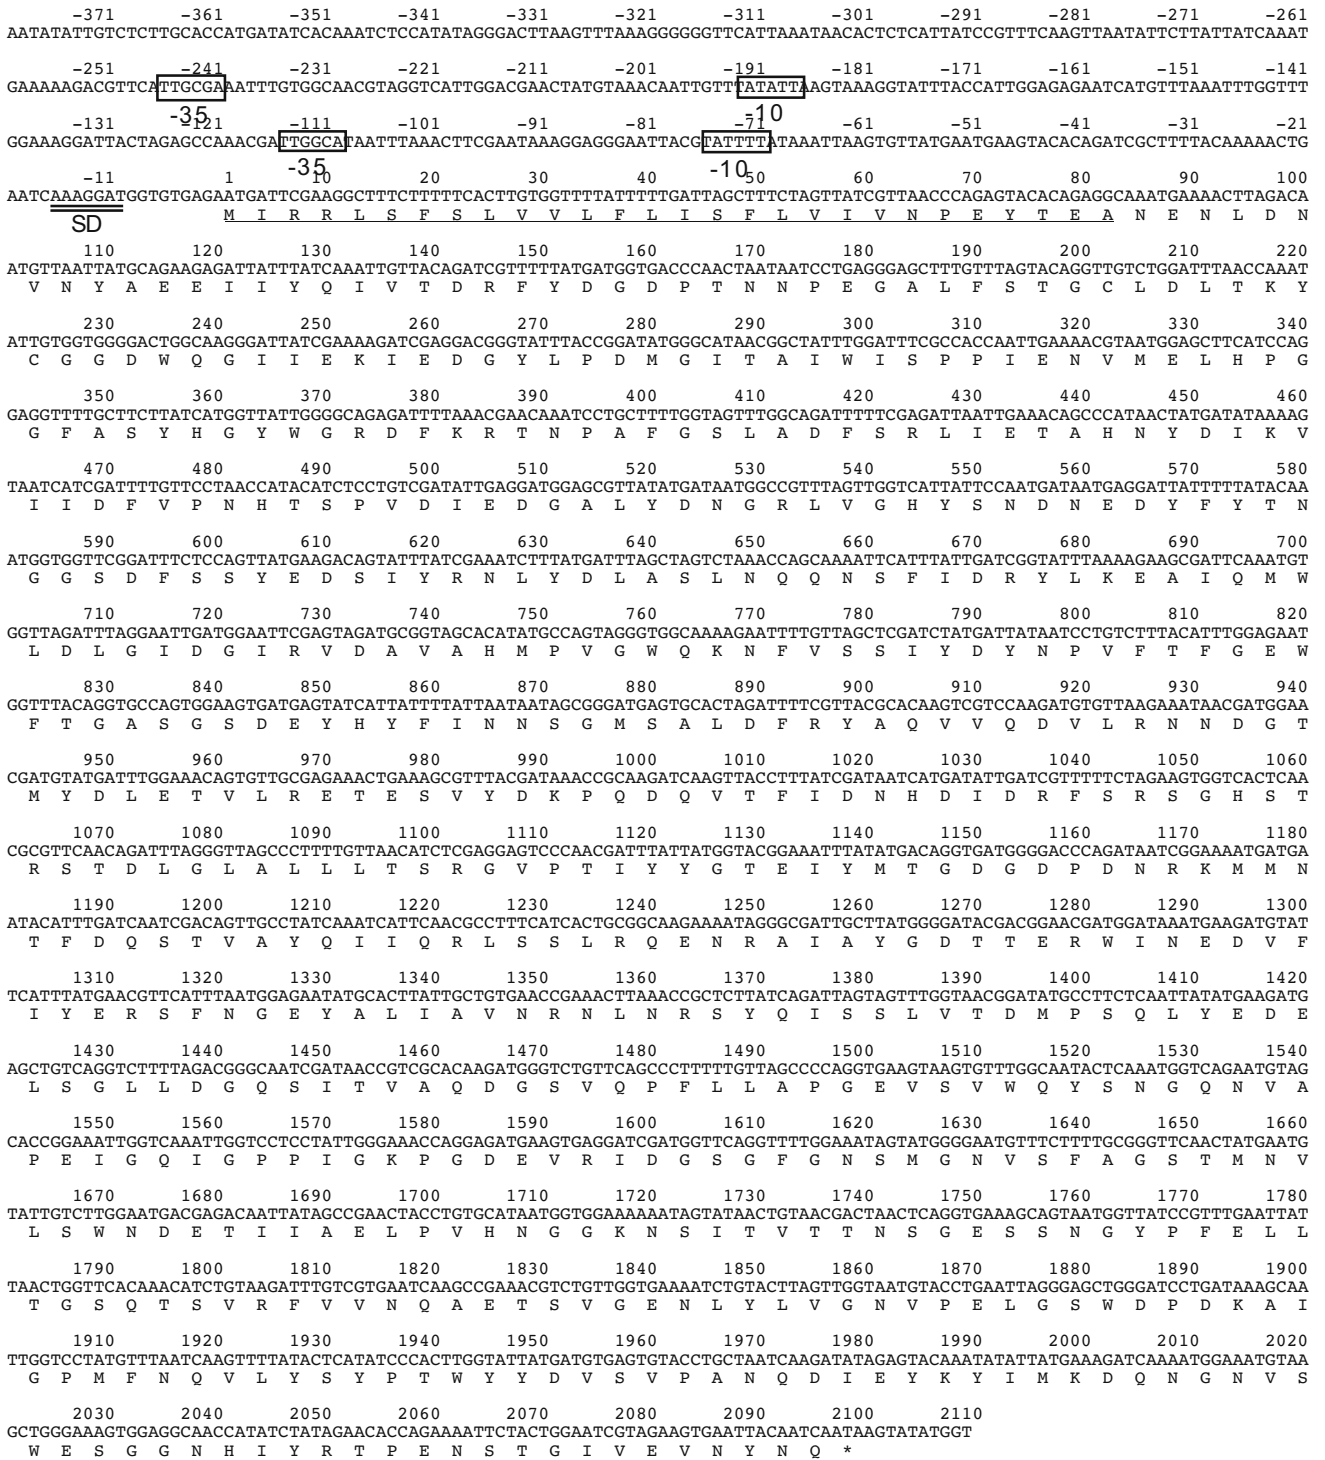 -371 -361 -351 -341 -331 -321 -311 -301 -291 -281 -271 -261
AATATATTGTCTCTTGCACCATGATATCACAAATCTCCATATAGGGACTTAAGTTTAAAGGGGGGTTCATTAAATAACACTCTCATTATCCGTTTCAAGTTAATATTCTTATTATCAAAT
-251 -241 -231 -221 -211 -201 -191 -181 -171 -161 -151 -141
GAAAAAGACGTTCATTGCGAAATTTGTGGCAACGTAGGTCATTGGACGAACTATGTAAACAATTGTTTATATTAAGTAAAGGTATTTACCATTGGAGAGAATCATGTTTAAATTTGGTTT
-35 -10
-131 -121 -111 -101 -91 -81 -71 -61 -51 -41 -31 -21
GGAAAGGATTACTAGAGCCAAACGATTGGCATAATTTAAACTTCGAATAAAGGAGGGAATTACGTATTTTATAAATTAAGTGTTATGAATGAAGTACACAGATCGCTTTTACAAAAACTG
-35 -10
-11 1 10 20 30 40 50 60 70 80 90 100
AATCAAAGGATGGTGTGAGAATGATTCGAAGGCTTTCTTTTTCACTTGTGGTTTTATTTTTGATTAGCTTTCTAGTTATCGTTAACCCAGAGTACACAGAGGCAAATGAAAACTTAGACA
SD M I R R L S F S L V V L F L I S F L V I V N P E Y T E A N E N L D N
110 120 130 140 150 160 170 180 190 200 210 220
ATGTTAATTATGCAGAAGAGATTATTTATCAAATTGTTACAGATCGTTTTTATGATGGTGACCCAACTAATAATCCTGAGGGAGCTTTGTTTAGTACAGGTTGTCTGGATTTAACCAAAT
V N Y A E E I I Y Q I V T D R F Y D G D P T N N P E G A L F S T G C L D L T K Y
230 240 250 260 270 280 290 300 310 320 330 340
ATTGTGGTGGGGACTGGCAAGGGATTATCGAAAAGATCGAGGACGGGTATTTACCGGATATGGGCATAACGGCTATTTGGATTTCGCCACCAATTGAAAACGTAATGGAGCTTCATCCAG
C G G D W Q G I I E K I E D G Y L P D M G I T A I W I S P P I E N V M E L H P G
350 360 370 380 390 400 410 420 430 440 450 460
GAGGTTTTGCTTCTTATCATGGTTATTGGGGCAGAGATTTTAAACGAACAAATCCTGCTTTTGGTAGTTTGGCAGATTTTTCGAGATTAATTGAAACAGCCCATAACTATGATATAAAAG
G F A S Y H G Y W G R D F K R T N P A F G S L A D F S R L I E T A H N Y D I K V
470 480 490 500 510 520 530 540 550 560 570 580
TAATCATCGATTTTGTTCCTAACCATACATCTCCTGTCGATATTGAGGATGGAGCGTTATATGATAATGGCCGTTTAGTTGGTCATTATTCCAATGATAATGAGGATTATTTTTATACAA
I I D F V P N H T S P V D I E D G A L Y D N G R L V G H Y S N D N E D Y F Y T N
590 600 610 620 630 640 650 660 670 680 690 700
ATGGTGGTTCGGATTTCTCCAGTTATGAAGACAGTATTTATCGAAATCTTTATGATTTAGCTAGTCTAAACCAGCAAAATTCATTTATTGATCGGTATTTAAAAGAAGCGATTCAAATGT
G G S D F S S Y E D S I Y R N L Y D L A S L N Q Q N S F I D R Y L K E A I Q M W
710 720 730 740 750 760 770 780 790 800 810 820
GGTTAGATTTAGGAATTGATGGAATTCGAGTAGATGCGGTAGCACATATGCCAGTAGGGTGGCAAAAGAATTTTGTTAGCTCGATCTATGATTATAATCCTGTCTTTACATTTGGAGAAT
L D L G I D G I R V D A V A H M P V G W Q K N F V S S I Y D Y N P V F T F G E W
830 840 850 860 870 880 890 900 910 920 930 940
GGTTTACAGGTGCCAGTGGAAGTGATGAGTATCATTATTTTATTAATAATAGCGGGATGAGTGCACTAGATTTTCGTTACGCACAAGTCGTCCAAGATGTGTTAAGAAATAACGATGGAA
F T G A S G S D E Y H Y F I N N S G M S A L D F R Y A Q V V Q D V L R N N D G T
950 960 970 980 990 1000 1010 1020 1030 1040 1050 1060
CGATGTATGATTTGGAAACAGTGTTGCGAGAAACTGAAAGCGTTTACGATAAACCGCAAGATCAAGTTACCTTTATCGATAATCATGATATTGATCGTTTTTCTAGAAGTGGTCACTCAA
M Y D L E T V L R E T E S V Y D K P Q D Q V T F I D N H D I D R F S R S G H S T
1070 1080 1090 1100 1110 1120 1130 1140 1150 1160 1170 1180
CGCGTTCAACAGATTTAGGGTTAGCCCTTTTGTTAACATCTCGAGGAGTCCCAACGATTTATTATGGTACGGAAATTTATATGACAGGTGATGGGGACCCAGATAATCGGAAAATGATGA
R S T D L G L A L L L T S R G V P T I Y Y G T E I Y M T G D G D P D N R K M M N
1190 1200 1210 1220 1230 1240 1250 1260 1270 1280 1290 1300
ATACATTTGATCAATCGACAGTTGCCTATCAAATCATTCAACGCCTTTCATCACTGCGGCAAGAAAATAGGGCGATTGCTTATGGGGATACGACGGAACGATGGATAAATGAAGATGTAT
T F D Q S T V A Y Q I I Q R L S S L R Q E N R A I A Y G D T T E R W I N E D V F
1310 1320 1330 1340 1350 1360 1370 1380 1390 1400 1410 1420
TCATTTATGAACGTTCATTTAATGGAGAATATGCACTTATTGCTGTGAACCGAAACTTAAACCGCTCTTATCAGATTAGTAGTTTGGTAACGGATATGCCTTCTCAATTATATGAAGATG
I Y E R S F N G E Y A L I A V N R N L N R S Y Q I S S L V T D M P S Q L Y E D E
1430 1440 1450 1460 1470 1480 1490 1500 1510 1520 1530 1540
AGCTGTCAGGTCTTTTAGACGGGCAATCGATAACCGTCGCACAAGATGGGTCTGTTCAGCCCTTTTTGTTAGCCCCAGGTGAAGTAAGTGTTTGGCAATACTCAAATGGTCAGAATGTAG
L S G L L D G Q S I T V A Q D G S V Q P F L L A P G E V S V W Q Y S N G Q N V A
1550 1560 1570 1580 1590 1600 1610 1620 1630 1640 1650 1660
CACCGGAAATTGGTCAAATTGGTCCTCCTATTGGGAAACCAGGAGATGAAGTGAGGATCGATGGTTCAGGTTTTGGAAATAGTATGGGGAATGTTTCTTTTGCGGGTTCAACTATGAATG
P E I G Q I G P P I G K P G D E V R I D G S G F G N S M G N V S F A G S T M N V
1670 1680 1690 1700 1710 1720 1730 1740 1750 1760 1770 1780
TATTGTCTTGGAATGACGAGACAATTATAGCCGAACTACCTGTGCATAATGGTGGAAAAAATAGTATAACTGTAACGACTAACTCAGGTGAAAGCAGTAATGGTTATCCGTTTGAATTAT
L S W N D E T I I A E L P V H N G G K N S I T V T T N S G E S S N G Y P F E L L
1790 1800 1810 1820 1830 1840 1850 1860 1870 1880 1890 1900
TAACTGGTTCACAAACATCTGTAAGATTTGTCGTGAATCAAGCCGAAACGTCTGTTGGTGAAAATCTGTACTTAGTTGGTAATGTACCTGAATTAGGGAGCTGGGATCCTGATAAAGCAA
T G S Q T S V R F V V N Q A E T S V G E N L Y L V G N V P E L G S W D P D K A I
1910 1920 1930 1940 1950 1960 1970 1980 1990 2000 2010 2020
TTGGTCCTATGTTTAATCAAGTTTTATACTCATATCCCACTTGGTATTATGATGTGAGTGTACCTGCTAATCAAGATATAGAGTACAAATATATTATGAAAGATCAAAATGGAAATGTAA
G P M F N Q V L Y S Y P T W Y Y D V S V P A N Q D I E Y K Y I M K D Q N G N V S
2030 2040 2050 2060 2070 2080 2090 2100 2110
GCTGGGAAAGTGGAGGCAACCATATCTATAGAACACCAGAAAATTCTACTGGAATCGTAGAAGTGAATTACAATCAATAAGTATATGGT
W E S G G N H I Y R T P E N S T G I V E V N Y N Q *